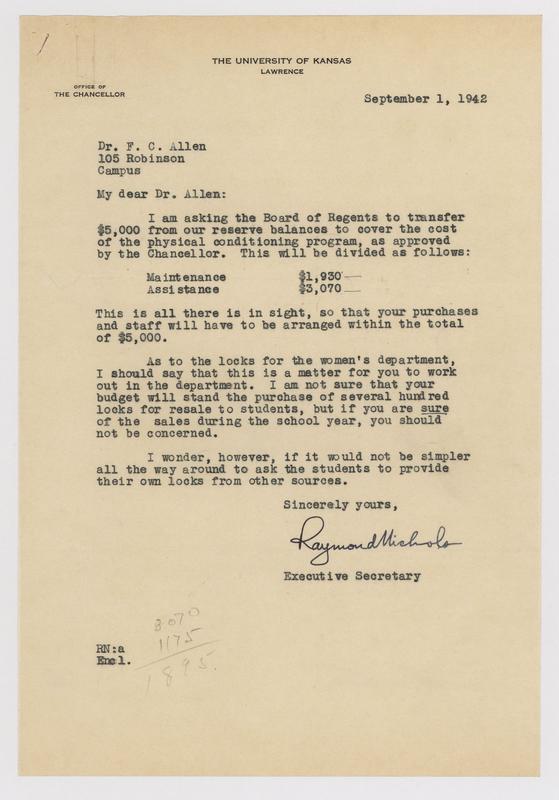 THE UNIVERSITY OF KANSAS
LAWRENCE
OFFICE OF
THE CHANCELLOR
September 1, 1942
Dr. F. C. Allen
105 Robinson
Campus
My dear Dr. Allen:
I am asking the Board of Regents to transfer
$5,000 from our reserve balances to cover the cost
of the physical conditioning program, as approved
by the Chancellor. This will be divided as follows:
Maintenance $1,930
Assistance $3,070
This is all there is in sight, so that your purchases
and staff will have to be arranged within the total
of $5,000.
As to the locks for the women's department,
I should say that this is a matter for you to work
out in the department. I am not sure that your
budget will stand the purchase of several hundred
locks for resale to students, but if you are sure
of the sales during the school year, you should
not be concerned.
I wonder, however, if it would not be simpler
all the way around to ask the students to provide
their own locks from other sources.
Sincerely yours,
Raymond Nichols
Executive Secretary
3070
1175
1895.
RN:a
Encl.